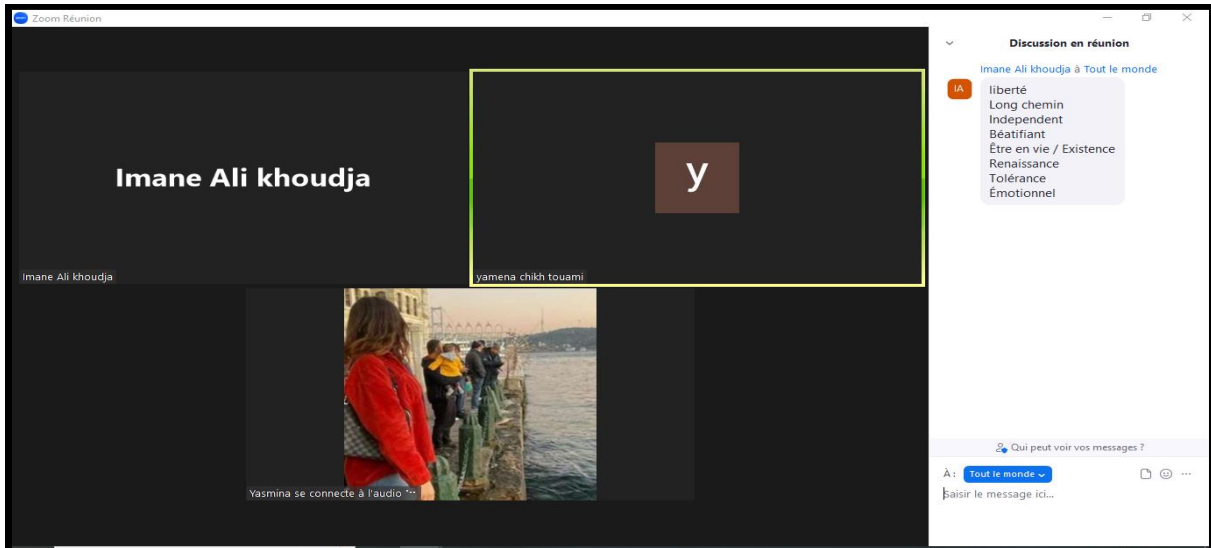 Zoom Réunion
Imane Ali khoudja
Imane Ali khoudja
y
yamena chikh touami
Yasmina se connecte à l'audio ...
Discussion en réunion
Imane Ali khoudja à Tout le monde
IA
liberté
Long chemin
Independent
Béatifiant
Être en vie / Existence
Renaissance
Tolérance
Émotionnel
Qui peut voir vos messages ?
À : Tout le monde
Saisir le message ici...